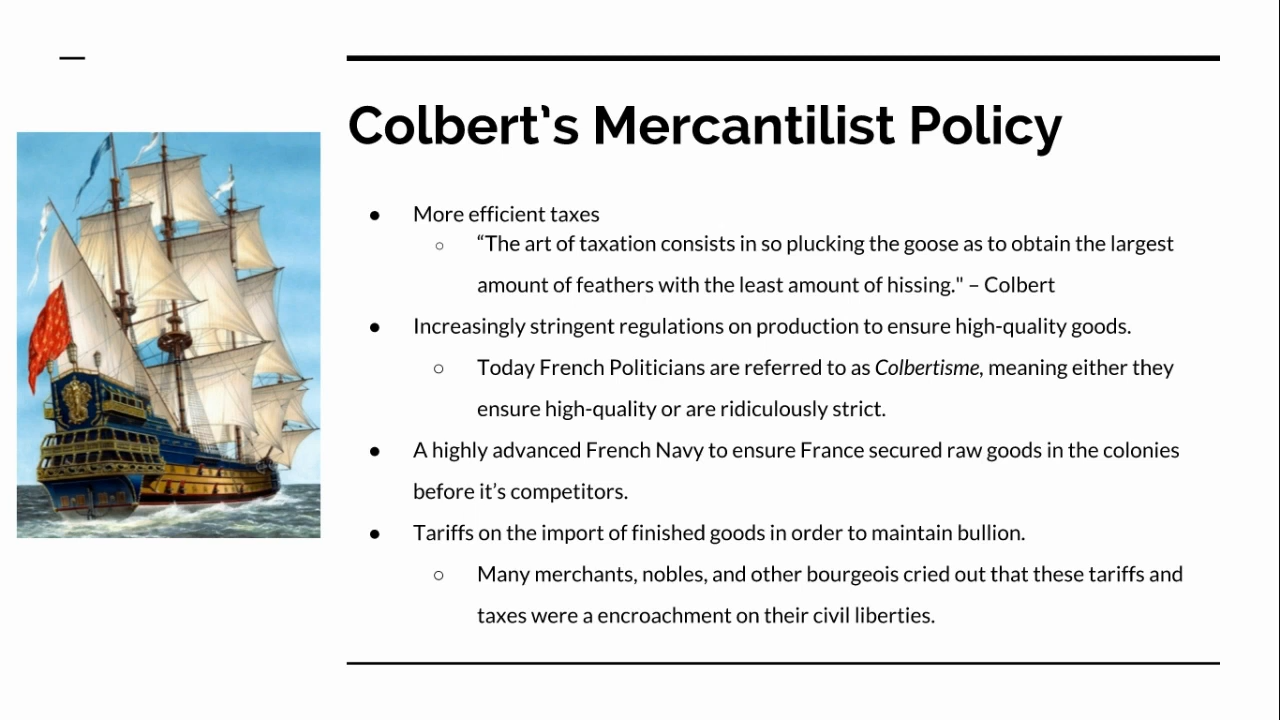 Colbert’s Mercantilist Policy
● More efficient taxes
○ “The art of taxation consists in so plucking the goose as to obtain the largest
amount of feathers with the least amount of hissing." – Colbert
● Increasingly stringent regulations on production to ensure high-quality goods.
○ Today French Politicians are referred to as Colbertisme, meaning either they
ensure high-quality or are ridiculously strict.
● A highly advanced French Navy to ensure France secured raw goods in the colonies
before it’s competitors.
● Tariffs on the import of finished goods in order to maintain bullion.
○ Many merchants, nobles, and other bourgeois cried out that these tariffs and
taxes were a encroachment on their civil liberties.